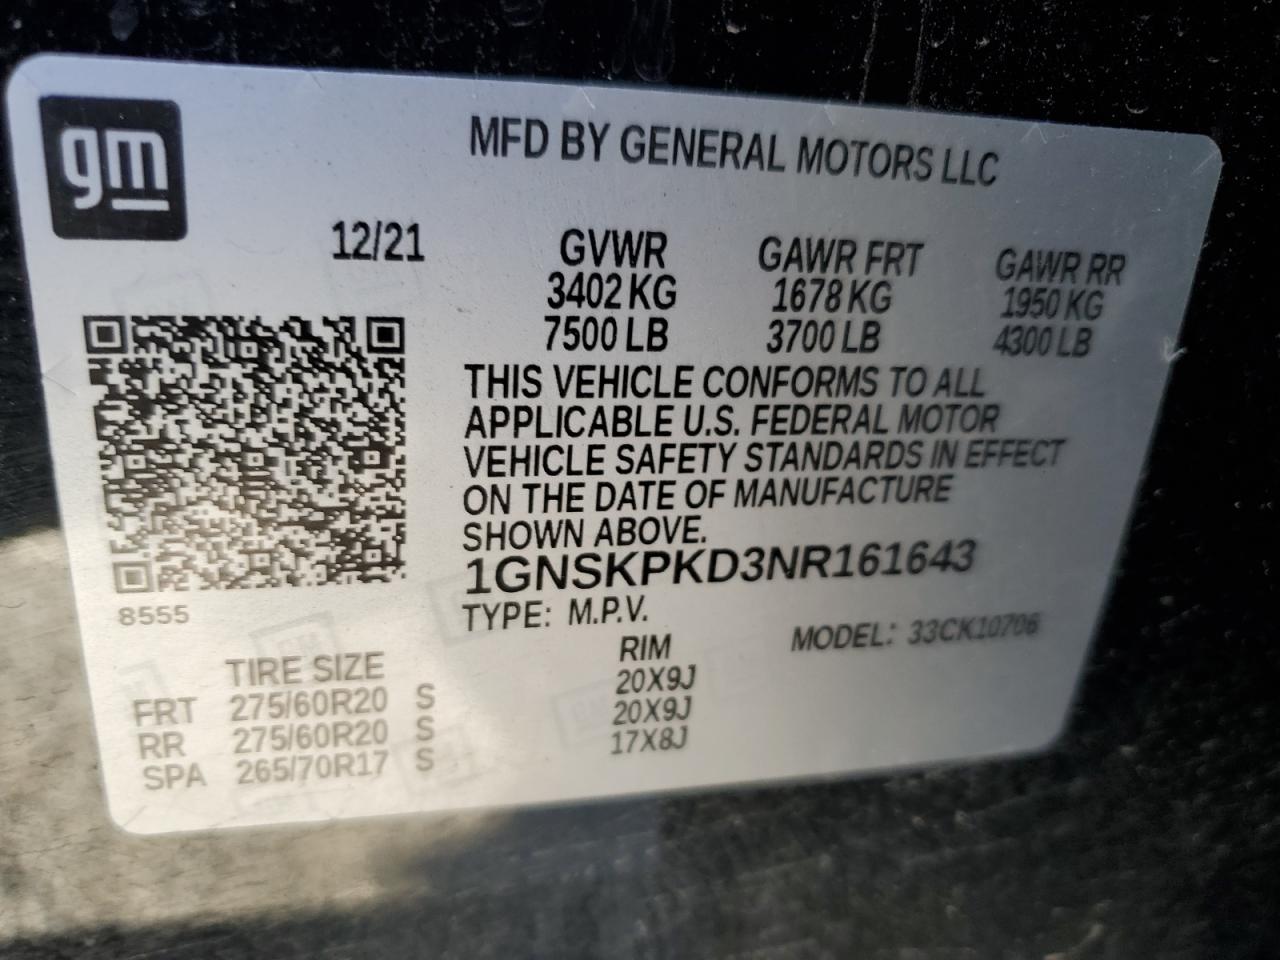 gm
MFD BY GENERAL MOTORS LLC
12/21 GVWR GAWR FRT GAWR RR
3402 KG 1678 KG 1950 KG
7500 LB 3700 LB 4300 LB
THIS VEHICLE CONFORMS TO ALL
APPLICABLE U.S. FEDERAL MOTOR
VEHICLE SAFETY STANDARDS IN EFFECT
ON THE DATE OF MANUFACTURE
SHOWN ABOVE.
1GNSKPKD3NR161643
8555
TYPE: M.P.V. MODEL: 33CK10706
TIRE SIZE RIM
FRT 275/60R20 S 20X9J
RR 275/60R20 S 20X9J
SPA 265/70R17 S 17X8J